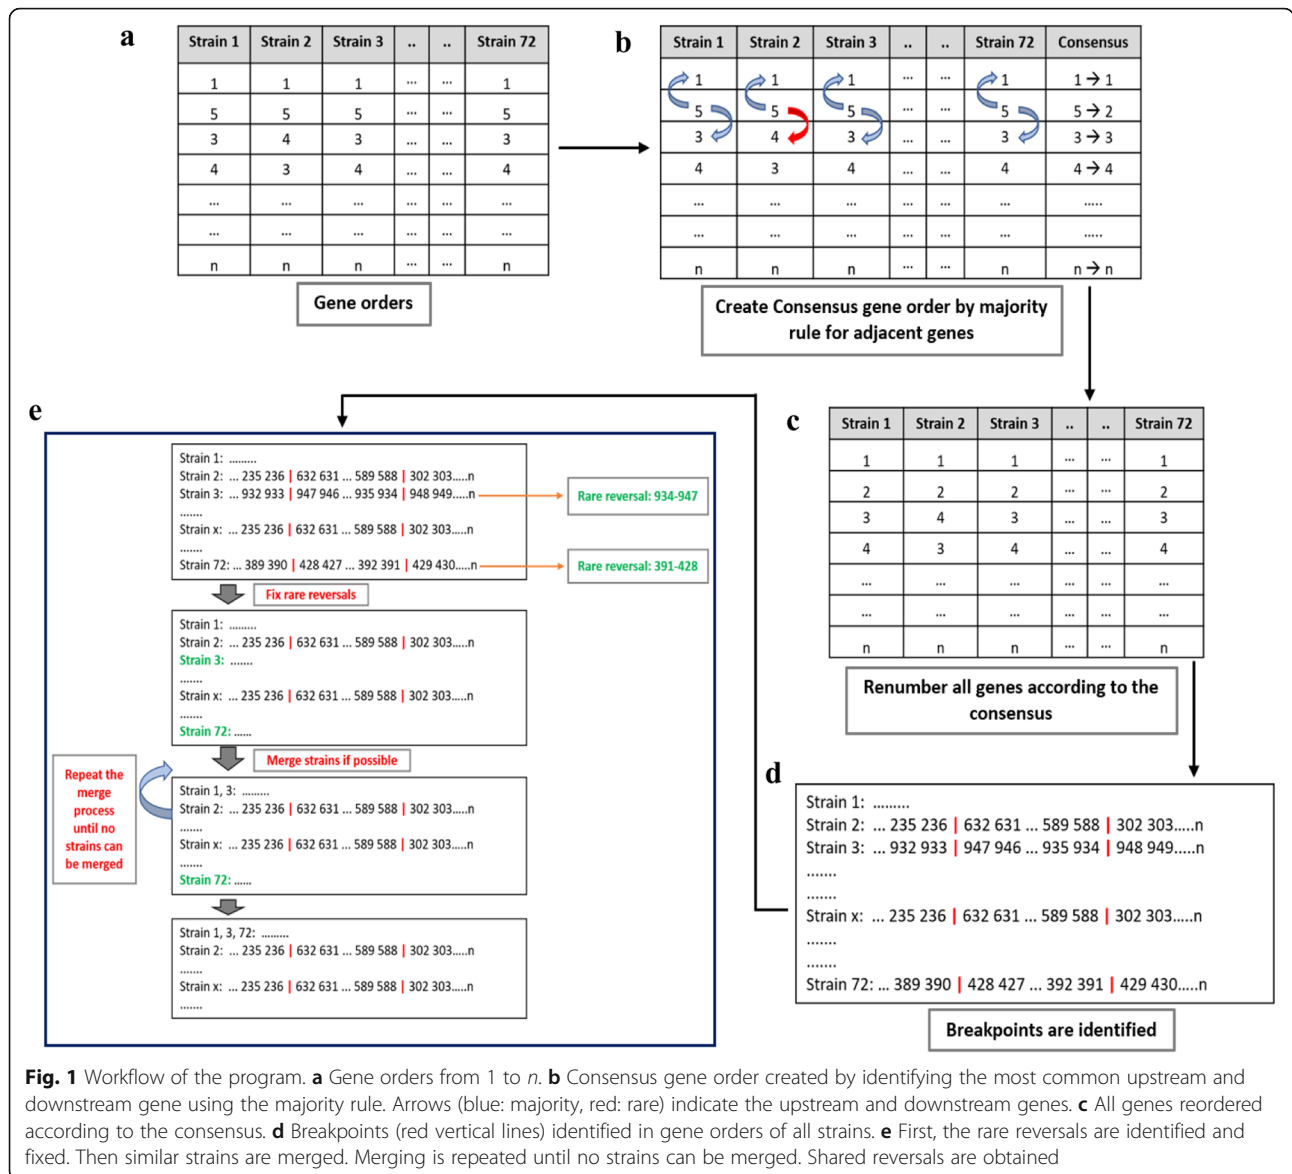 a
Strain 1 Strain 2 Strain 3 .. .. Strain 72
1 1 1 ... ... 1
5 5 5 ... ... 5
3 4 3 ... ... 3
4 3 4 ... ... 4
... ... ... ... ... ...
... ... ... ... ... ...
n n n ... ... n
Gene orders
b
Strain 1 Strain 2 Strain 3 .. .. Strain 72 Consensus
1 1 1 ... ... 1 1 → 1
5 5 5 ... ... 5 5 → 2
3 4 3 ... ... 3 3 → 3
4 3 4 ... ... 4 4 → 4
... ... ... ... ... ... .....
... ... ... ... ... ... .....
n n n ... ... n n → n
Create Consensus gene order by majority
rule for adjacent genes
c
Strain 1 Strain 2 Strain 3 .. .. Strain 72
1 1 1 ... ... 1
2 2 2 ... ... 2
3 4 3 ... ... 3
4 3 4 ... ... 4
... ... ... ... ... ...
... ... ... ... ... ...
n n n ... ... n
Renumber all genes according to the
consensus
d
Strain 1: .........
Strain 2: ... 235 236 | 632 631 ... 589 588 | 302 303.....n
Strain 3: ... 932 933 | 947 946 ... 935 934 | 948 949.....n
.......
.......
Strain x: ... 235 236 | 632 631 ... 589 588 | 302 303.....n
.......
.......
Strain 72: ... 389 390 | 428 427 ... 392 391 | 429 430.....n
Breakpoints are identified
e
Strain 1: .........
Strain 2: ... 235 236 | 632 631 ... 589 588 | 302 303.....n
Strain 3: ... 932 933 | 947 946 ... 935 934 | 948 949.....n
.......
Strain x: ... 235 236 | 632 631 ... 589 588 | 302 303.....n
.......
Strain 72: ... 389 390 | 428 427 ... 392 391 | 429 430.....n
Rare reversal: 934-947
Rare reversal: 391-428
Fix rare reversals
Strain 1: .........
Strain 2: ... 235 236 | 632 631 ... 589 588 | 302 303.....n
Strain 3: .......
.......
Strain x: ... 235 236 | 632 631 ... 589 588 | 302 303.....n
.......
Strain 72: ......
Merge strains if possible
Repeat the
merge
process
until no
strains can
be merged
Strain 1, 3: .........
Strain 2: ... 235 236 | 632 631 ... 589 588 | 302 303.....n
.......
Strain x: ... 235 236 | 632 631 ... 589 588 | 302 303.....n
.......
Strain 72: ......
Strain 1, 3, 72: .........
Strain 2: ... 235 236 | 632 631 ... 589 588 | 302 303.....n
.......
Strain x: ... 235 236 | 632 631 ... 589 588 | 302 303.....n
.......
Fig. 1 Workflow of the program. a Gene orders from 1 to n. b Consensus gene order created by identifying the most common upstream and
downstream gene using the majority rule. Arrows (blue: majority, red: rare) indicate the upstream and downstream genes. c All genes reordered
according to the consensus. d Breakpoints (red vertical lines) identified in gene orders of all strains. e First, the rare reversals are identified and
fixed. Then similar strains are merged. Merging is repeated until no strains can be merged. Shared reversals are obtained